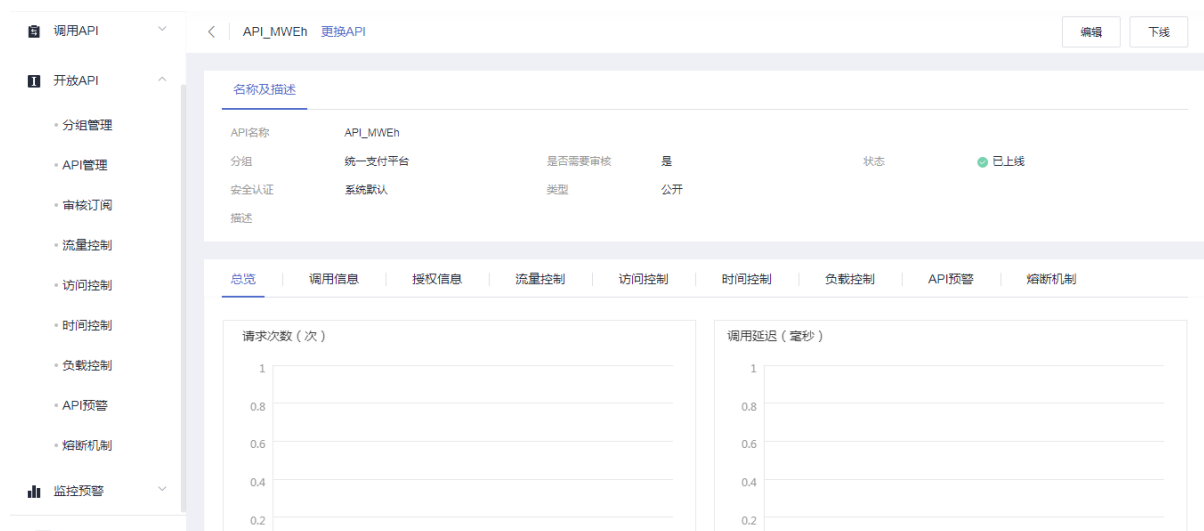 调用API
API_MWEh 更换API 编辑 下线
开放API
名称及描述
分组管理
API名称 API_MWEh
API管理
分组 统一支付平台 是否需要审核 是 状态 已上线
安全认证 系统默认 类型 公开
审核订阅
描述
流量控制
总览 调用信息 授权信息 流量控制 访问控制 时间控制 负载控制 API预警 熔断机制
访问控制
时间控制
请求次数（次） 调用延迟（毫秒）
负载控制
1 1
API预警
0.8 0.8
熔断机制
0.6 0.6
监控预警
0.4 0.4
0.2 0.2